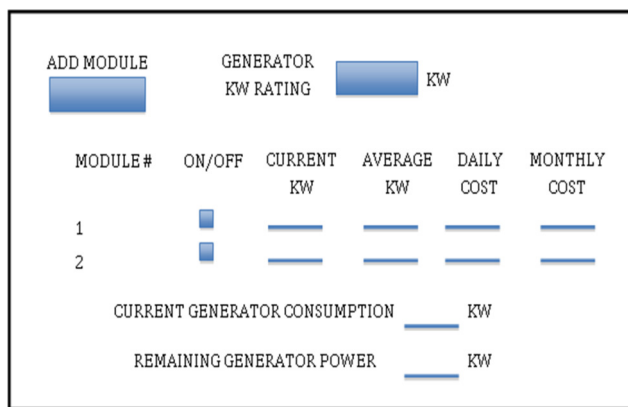 ADD MODULE
GENERATOR
KW RATING
KW
MODULE # ON/OFF CURRENT KW AVERAGE KW DAILY COST MONTHLY COST
1
2
CURRENT GENERATOR CONSUMPTION KW
REMAINING GENERATOR POWER KW